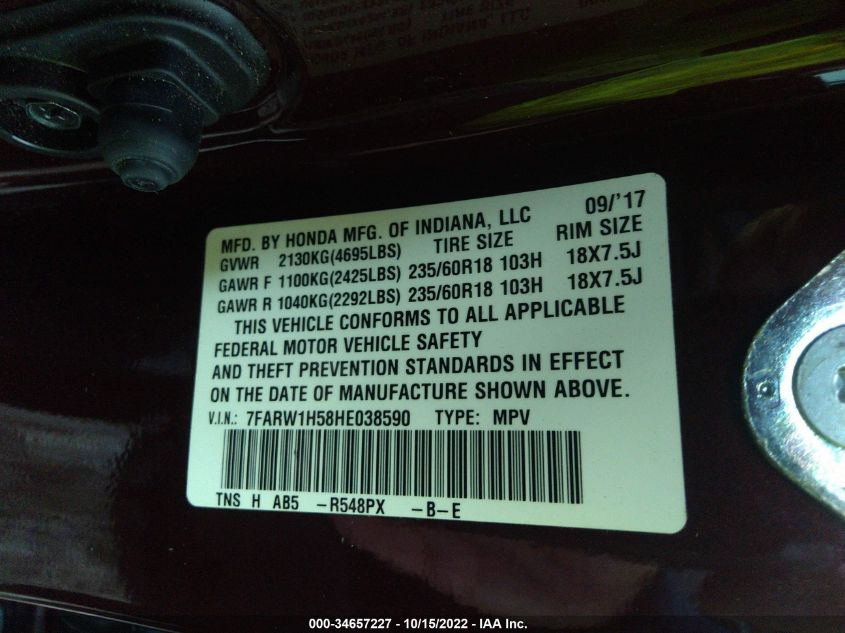 MFD. BY HONDA MFG. OF INDIANA, LLC 09/'17
GVWR 2130KG(4695LBS) TIRE SIZE RIM SIZE
GAWR F 1100KG(2425LBS) 235/60R18 103H 18X7.5J
GAWR R 1040KG(2292LBS) 235/60R18 103H 18X7.5J
THIS VEHICLE CONFORMS TO ALL APPLICABLE
FEDERAL MOTOR VEHICLE SAFETY
AND THEFT PREVENTION STANDARDS IN EFFECT
ON THE DATE OF MANUFACTURE SHOWN ABOVE.
V.I.N.: 7FARW1H58HE038590 TYPE: MPV
TNS H AB5 -R548PX -B-E
000-34657227 - 10/15/2022 - IAA Inc.